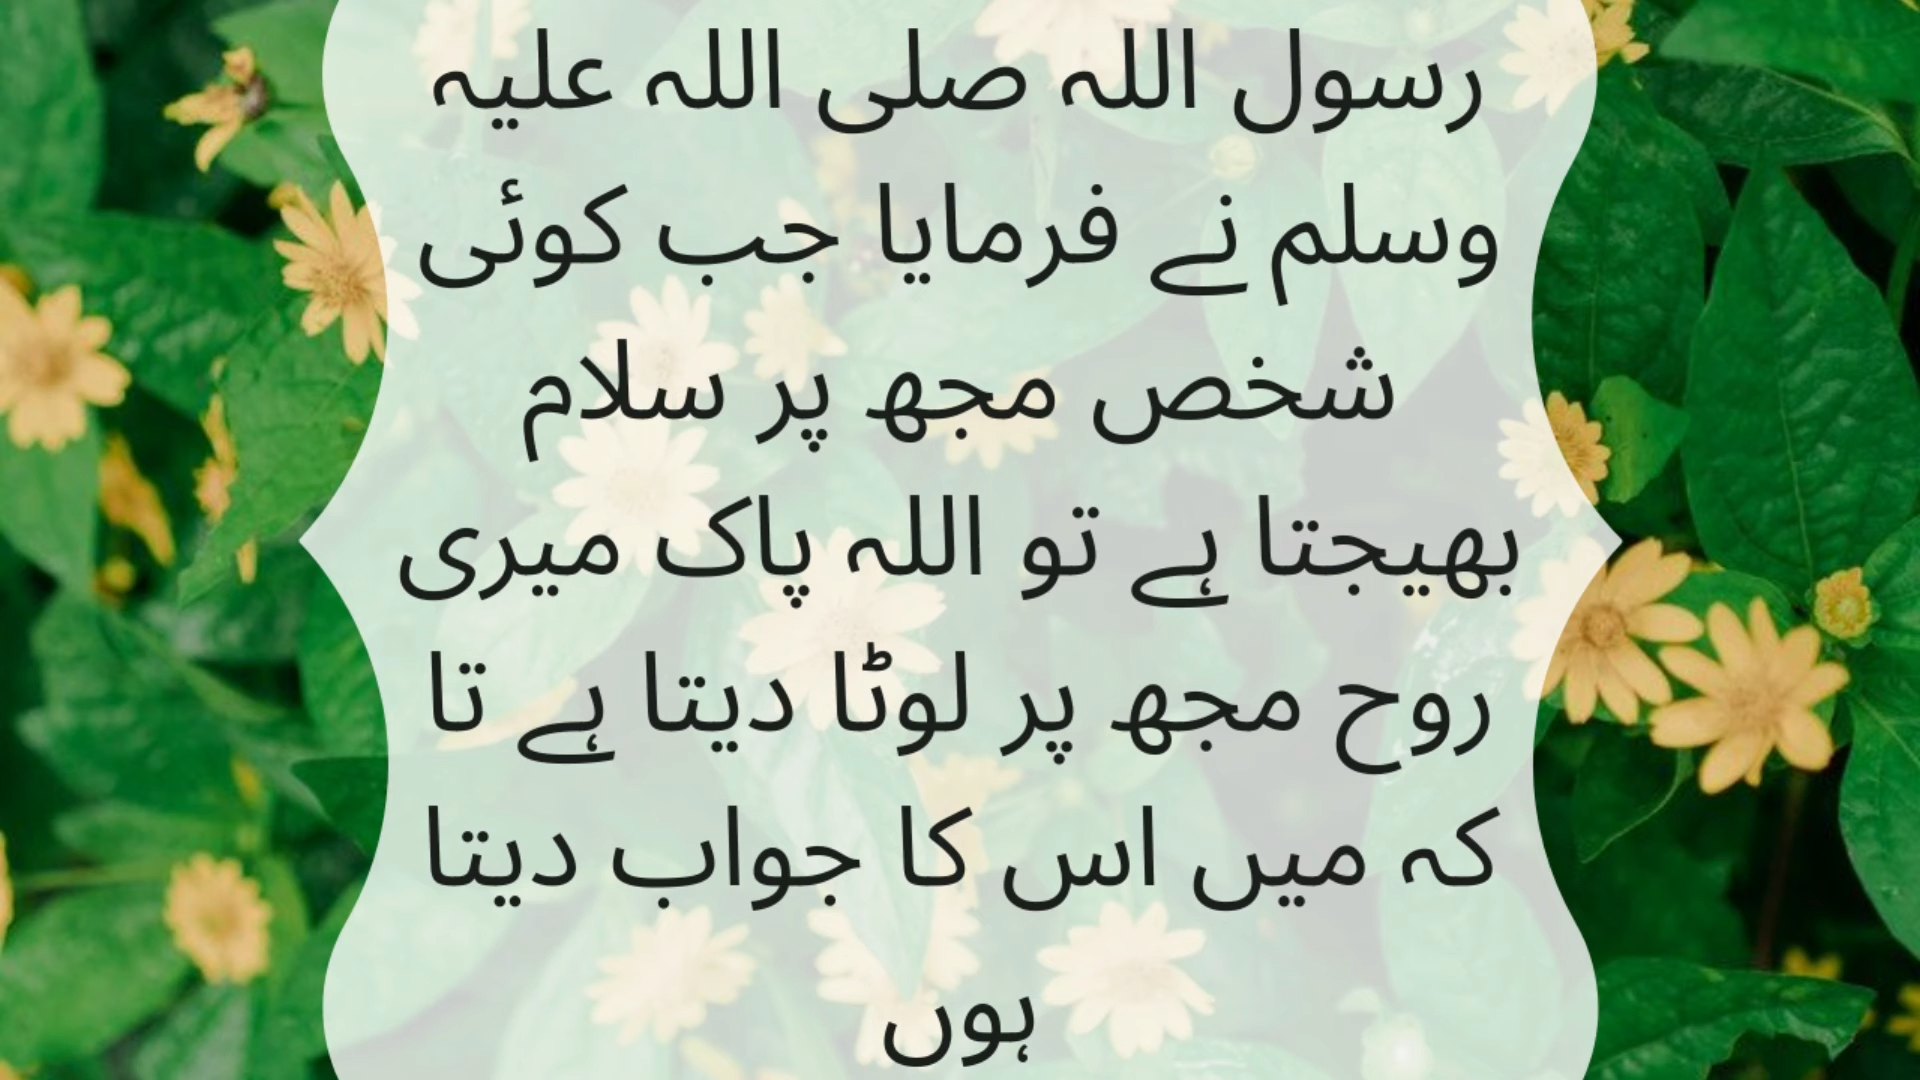 رسول اللہ صلی اللہ علیہ
وسلم نے فرمایا جب کوئی
شخص مجھ پر سلام
بھیجتا ہے تو اللہ پاک میری
روح مجھ پر لوٹا دیتا ہے تا
کہ میں اس کا جواب دیتا
ہوں